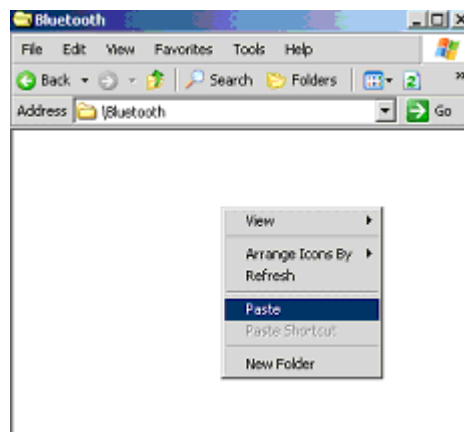 Bluetooth
File Edit View Favorites Tools Help
Back Search Folders »
Address \Bluetooth Go
View
Arrange Icons By
Refresh
Paste
Paste Shortcut
New Folder